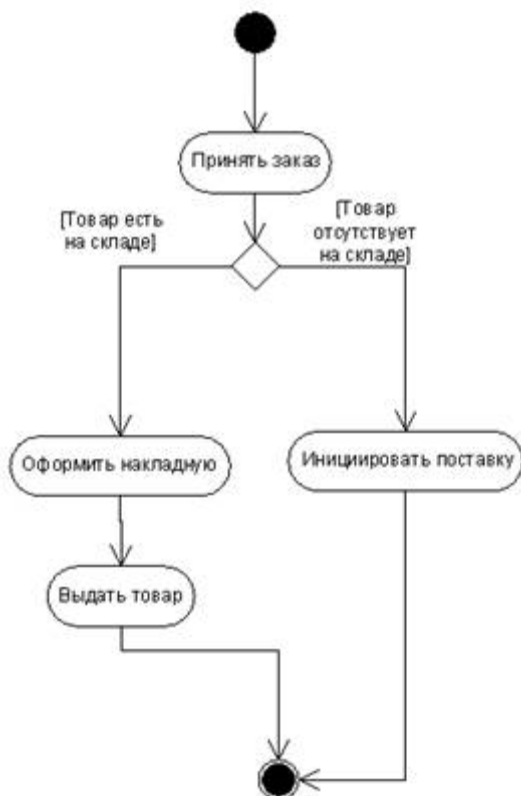 Принять заказ
[Товар есть
на складе]
[Товар
отсутствует
на складе]
Оформить накладную
Инициировать поставку
Выдать товар